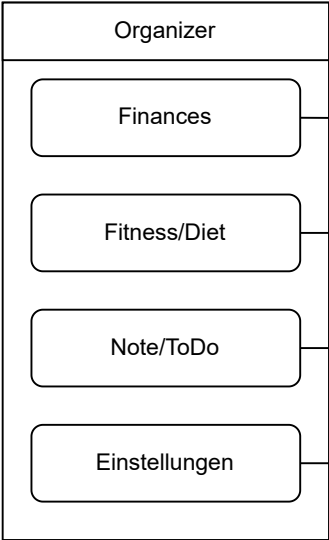 Organizer
Finances
Fitness/Diet
Note/ToDo
Einstellungen